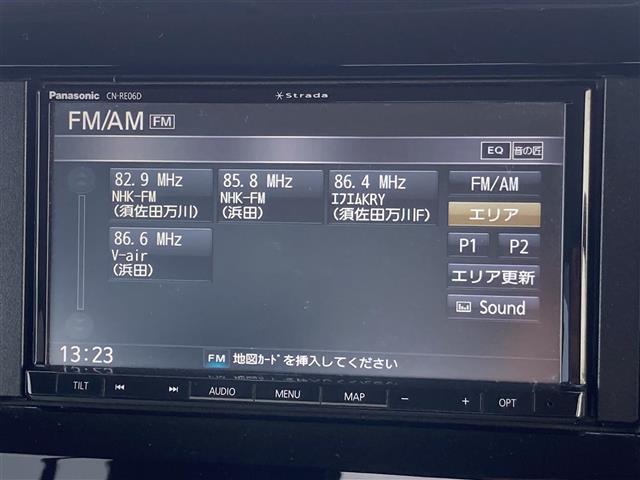 Panasonic CN-RE06D Strada
FM/AM FM
EQ 音の匠
82.9 MHz
NHK-FM
(須佐田万川)
85.8 MHz
NHK-FM
(浜田)
86.4 MHz
ｴﾌｴﾑKRY
(須佐田万川F)
86.6 MHz
V-air
(浜田)
FM/AM
エリア
P1 P2
エリア更新
Sound
13:23 FM 地図ｶｰﾄﾞを挿入してください
TILT AUDIO MENU MAP − + OPT